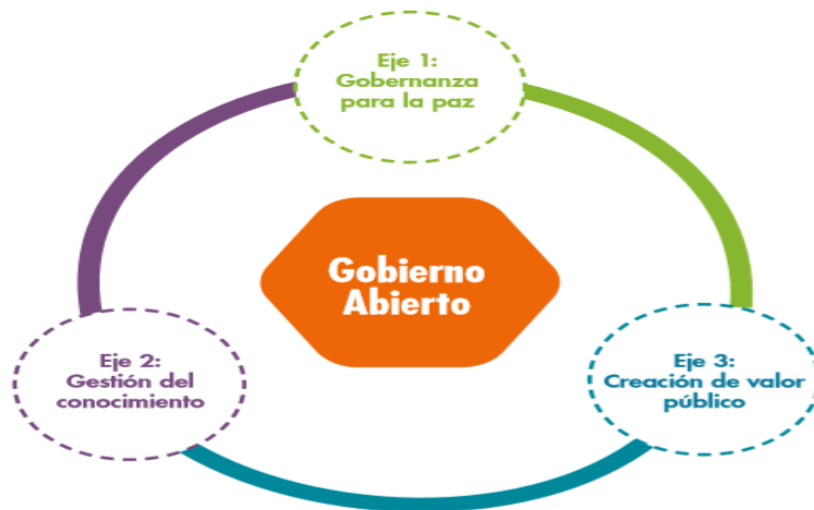 Eje 1:
Gobernanza
para la paz
Gobierno
Abierto
Eje 2:
Gestión del
conocimiento
Eje 3:
Creación de valor
público